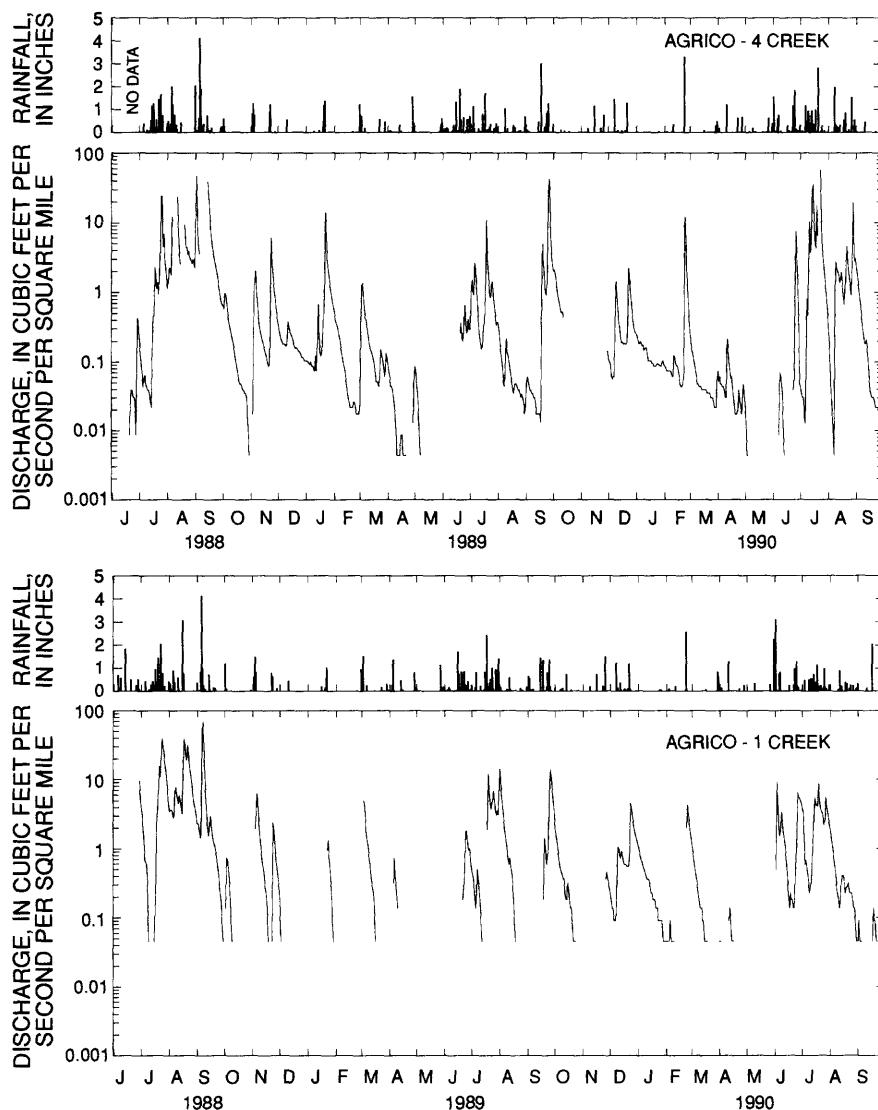 AGRICO - 4 CREEK
RAINFALL,
IN INCHES
5
4
3
2
1
0
NO DATA
DISCHARGE, IN CUBIC FEET PER
SECOND PER SQUARE MILE
100
10
1
0.1
0.01
0.001
J J A S O N D J F M A M J J A S O N D J F M A M J J A S
1988 1989 1990
RAINFALL,
IN INCHES
5
4
3
2
1
0
AGRICO - 1 CREEK
DISCHARGE, IN CUBIC FEET PER
SECOND PER SQUARE MILE
100
10
1
0.1
0.01
0.001
J J A S O N D J F M A M J J A S O N D J F M A M J J A S
1988 1989 1990